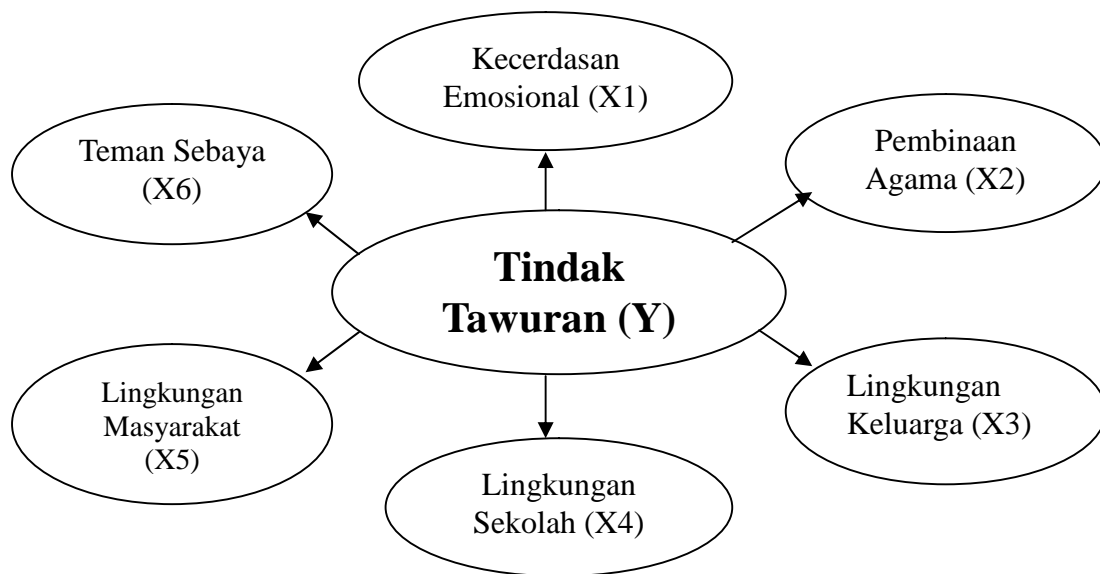 Kecerdasan
Emosional (X1)
Teman Sebaya
(X6)
Pembinaan
Agama (X2)
Tindak
Tawuran (Y)
Lingkungan
Masyarakat
(X5)
Lingkungan
Keluarga (X3)
Lingkungan
Sekolah (X4)